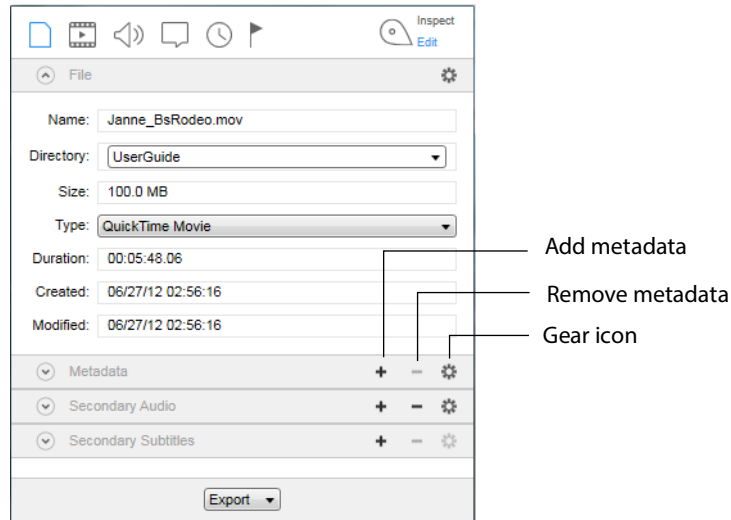 Inspect
Edit
File
Name: Janne_BsRodeo.mov
Directory: UserGuide
Size: 100.0 MB
Type: QuickTime Movie
Duration: 00:05:48.06
Created: 06/27/12 02:56:16
Modified: 06/27/12 02:56:16
Metadata
Secondary Audio
Secondary Subtitles
Export
Add metadata
Remove metadata
Gear icon